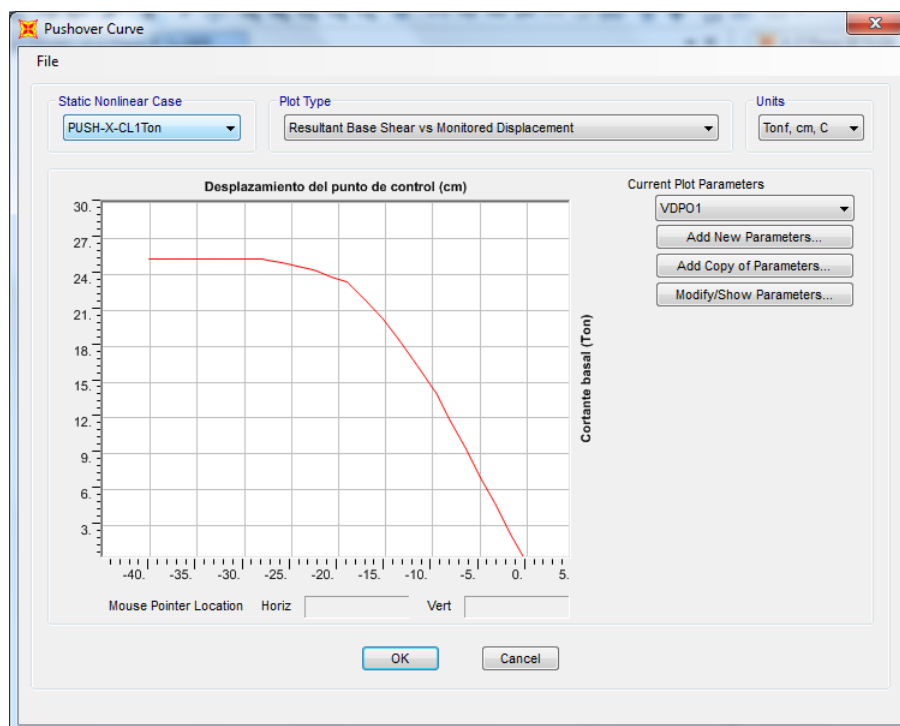 Pushover Curve
File
Static Nonlinear Case
PUSH-X-CL1Ton
Plot Type
Resultant Base Shear vs Monitored Displacement
Units
Tonf, cm, C
Desplazamiento del punto de control (cm)
30.
27.
24.
21.
18.
15.
12.
9.
6.
3.
-40. -35. -30. -25. -20. -15. -10. -5. 0. 5.
Cortante basal (Ton)
Current Plot Parameters
VDPO1
Add New Parameters...
Add Copy of Parameters...
Modify/Show Parameters...
Mouse Pointer Location Horiz Vert
OK Cancel